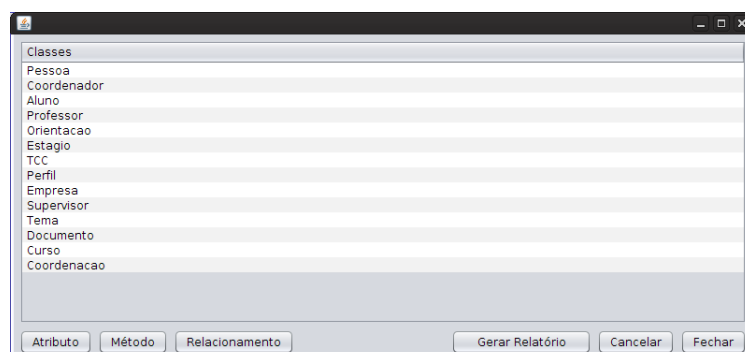 Classes
Pessoa
Coordenador
Aluno
Professor
Orientacao
Estagio
TCC
Perfil
Empresa
Supervisor
Tema
Documento
Curso
Coordenacao
Atributo Método Relacionamento Gerar Relatório Cancelar Fechar